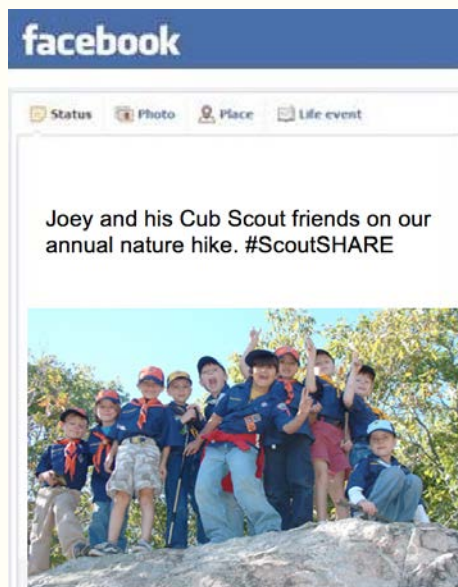 facebook
Status Photo Place Life event
Joey and his Cub Scout friends on our
annual nature hike. #ScoutSHARE